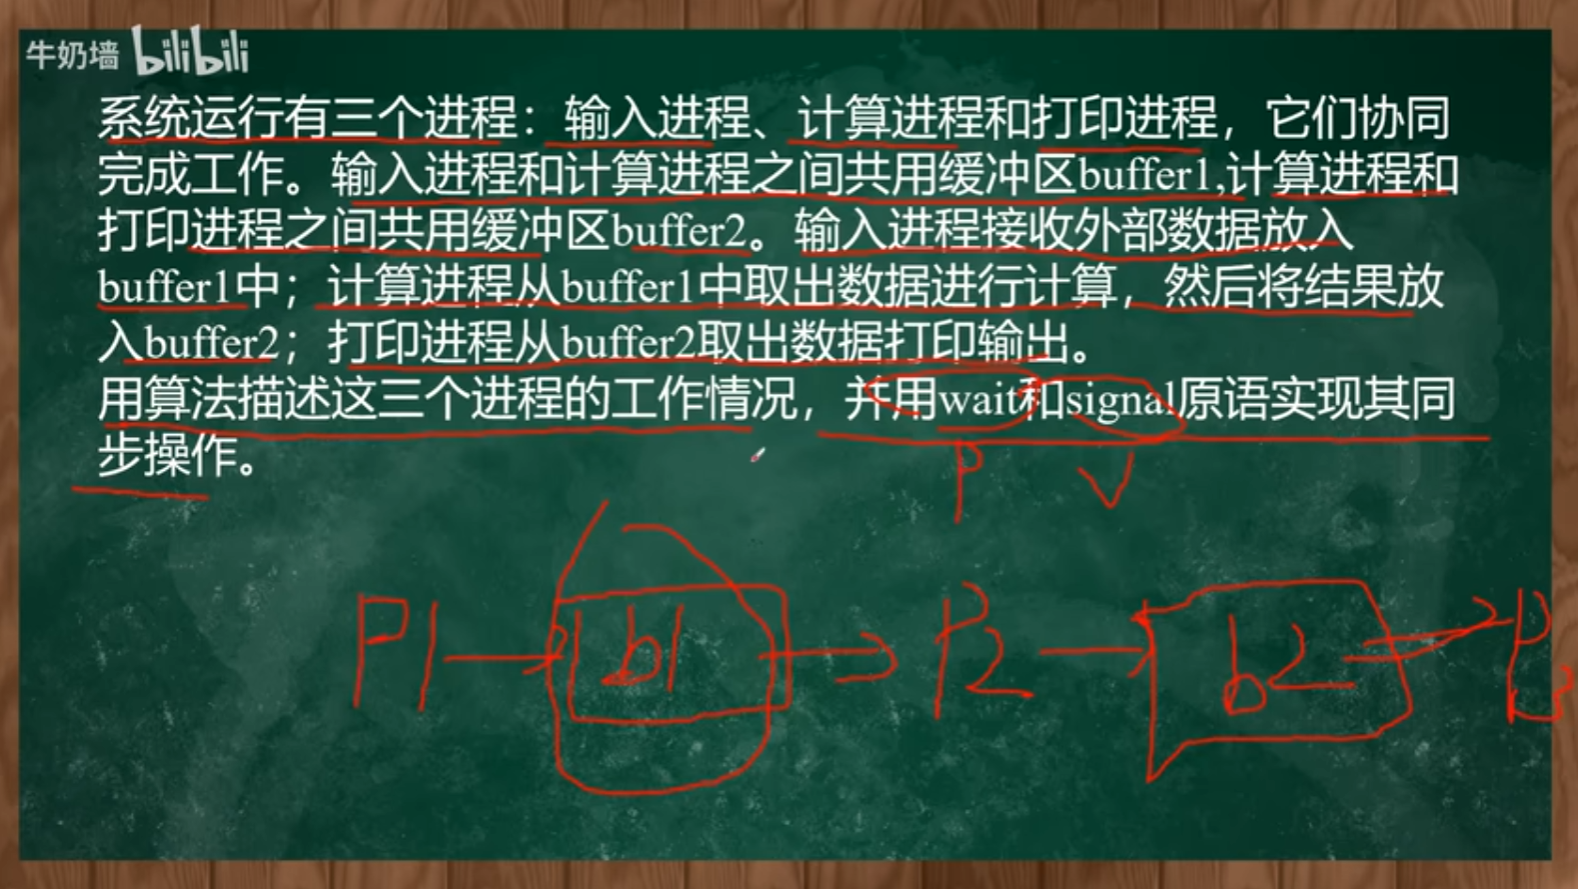 牛奶墙 bilibili
系统运行有三个进程：输入进程、计算进程和打印进程，它们协同
完成工作。输入进程和计算进程之间共用缓冲区buffer1,计算进程和
打印进程之间共用缓冲区buffer2。输入进程接收外部数据放入
buffer1中；计算进程从buffer1中取出数据进行计算，然后将结果放
入buffer2；打印进程从buffer2取出数据打印输出。
用算法描述这三个进程的工作情况，并用wait和signal原语实现其同
步操作。
P V
P1 b1 P2 b2 P3